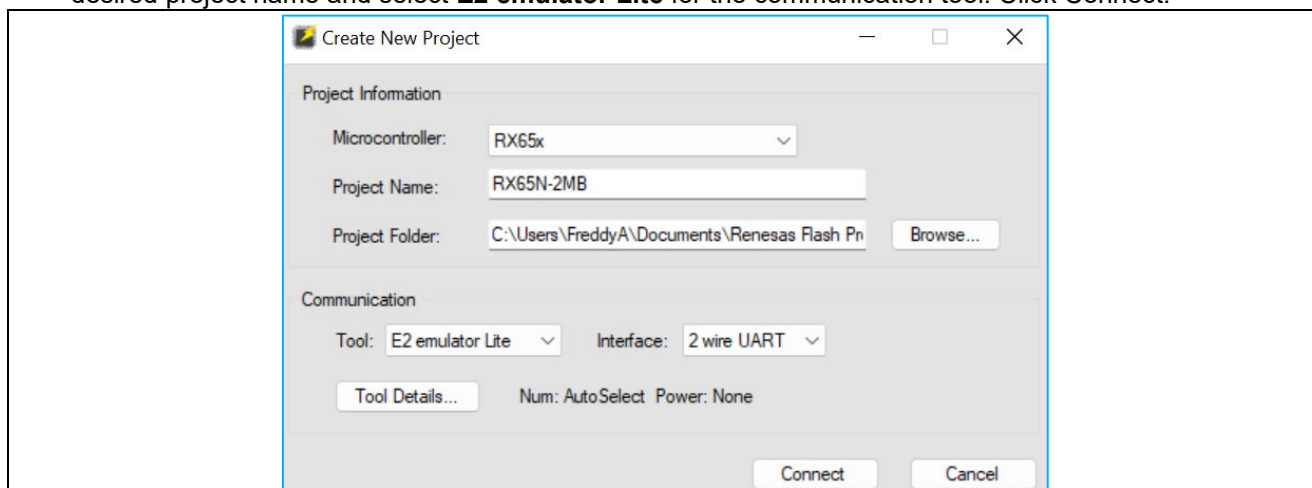 desired project name and select E2 emulator Lite for the communication tool. Click Connect.
Create New Project
Project Information
Microcontroller: RX65x
Project Name: RX65N-2MB
Project Folder: C:\Users\FreddyA\Documents\Renesas Flash Pr Browse...
Communication
Tool: E2 emulator Lite Interface: 2 wire UART
Tool Details... Num: AutoSelect Power: None
Connect Cancel